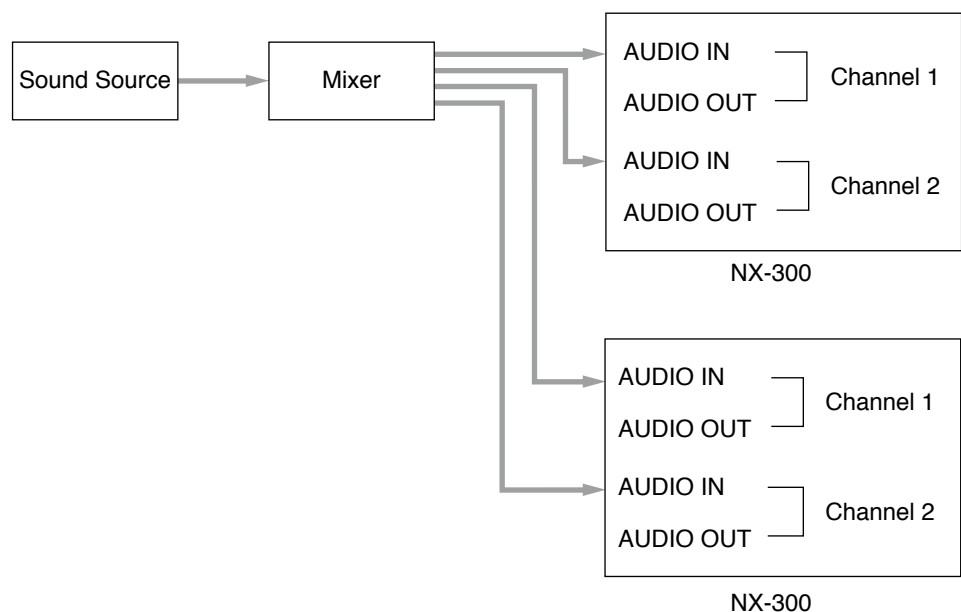 Sound Source
Mixer
AUDIO IN
AUDIO OUT
Channel 1
AUDIO IN
AUDIO OUT
Channel 2
NX-300
AUDIO IN
AUDIO OUT
Channel 1
AUDIO IN
AUDIO OUT
Channel 2
NX-300